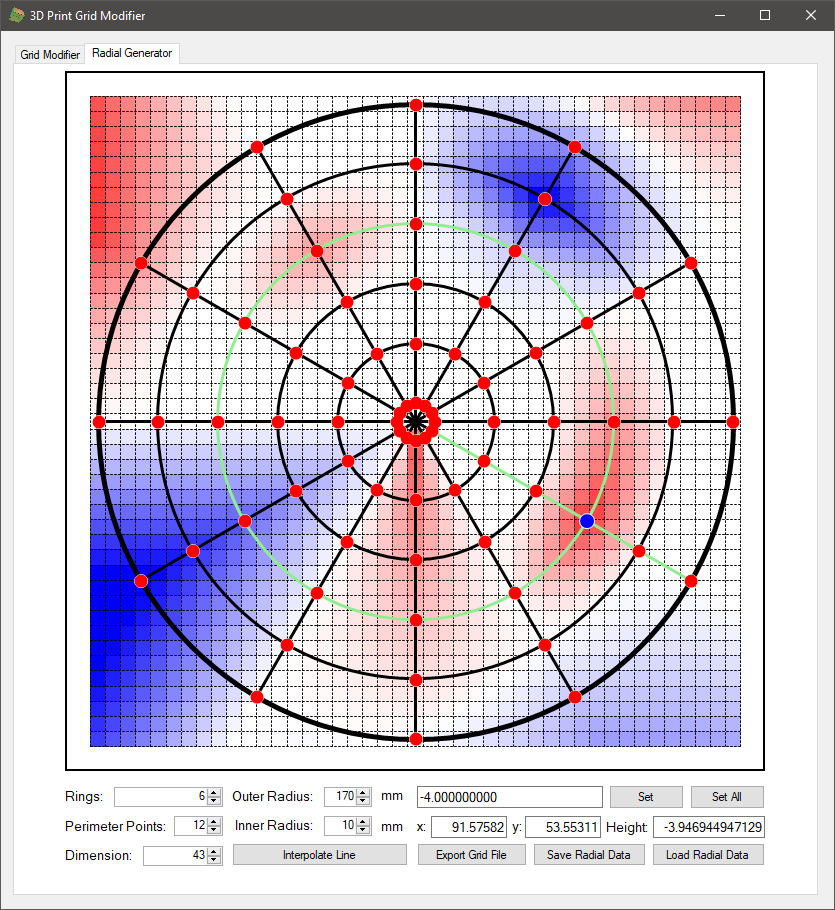 3D Print Grid Modifier
Grid Modifier Radial Generator
Rings: 6 Outer Radius: 170 mm -4.000000000 Set Set All
Perimeter Points: 12 Inner Radius: 10 mm x: 91.57582 y: 53.55311 Height: -3.946944947129
Dimension: 43 Interpolate Line Export Grid File Save Radial Data Load Radial Data